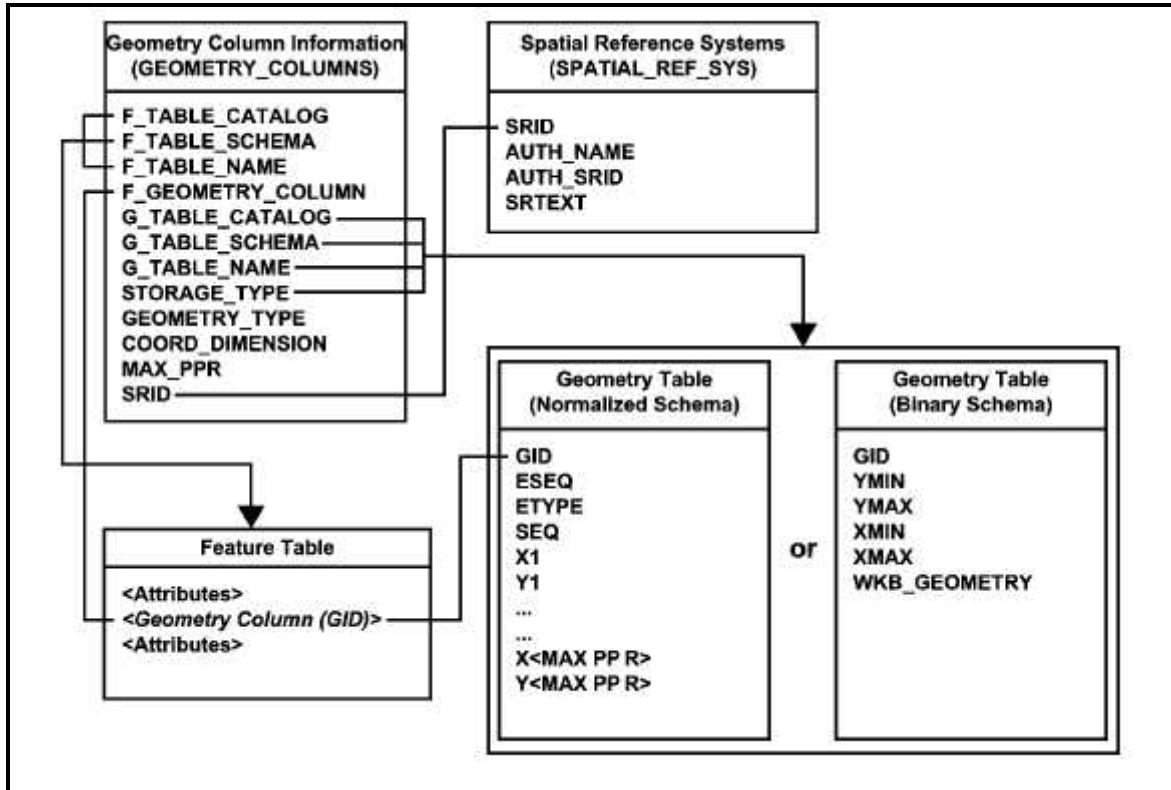 Geometry Column Information
(GEOMETRY_COLUMNS)
F_TABLE_CATALOG
F_TABLE_SCHEMA
F_TABLE_NAME
F_GEOMETRY_COLUMN
G_TABLE_CATALOG
G_TABLE_SCHEMA
G_TABLE_NAME
STORAGE_TYPE
GEOMETRY_TYPE
COORD_DIMENSION
MAX_PPR
SRID
Spatial Reference Systems
(SPATIAL_REF_SYS)
SRID
AUTH_NAME
AUTH_SRID
SRTEXT
Feature Table
<Attributes>
<Geometry Column (GID)>
<Attributes>
Geometry Table
(Normalized Schema)
GID
ESEQ
ETYPE
SEQ
X1
Y1
...
...
X<MAX PP R>
Y<MAX PP R>
or
Geometry Table
(Binary Schema)
GID
YMIN
YMAX
XMIN
XMAX
WKB_GEOMETRY